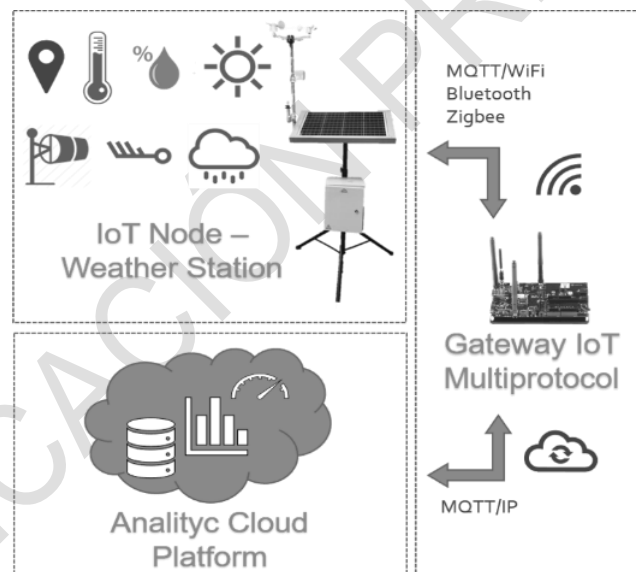 %
IoT Node –
Weather Station
MQTT/WiFi
Bluetooth
Zigbee
Gateway IoT
Multiprotocol
MQTT/IP
Analityc Cloud
Platform